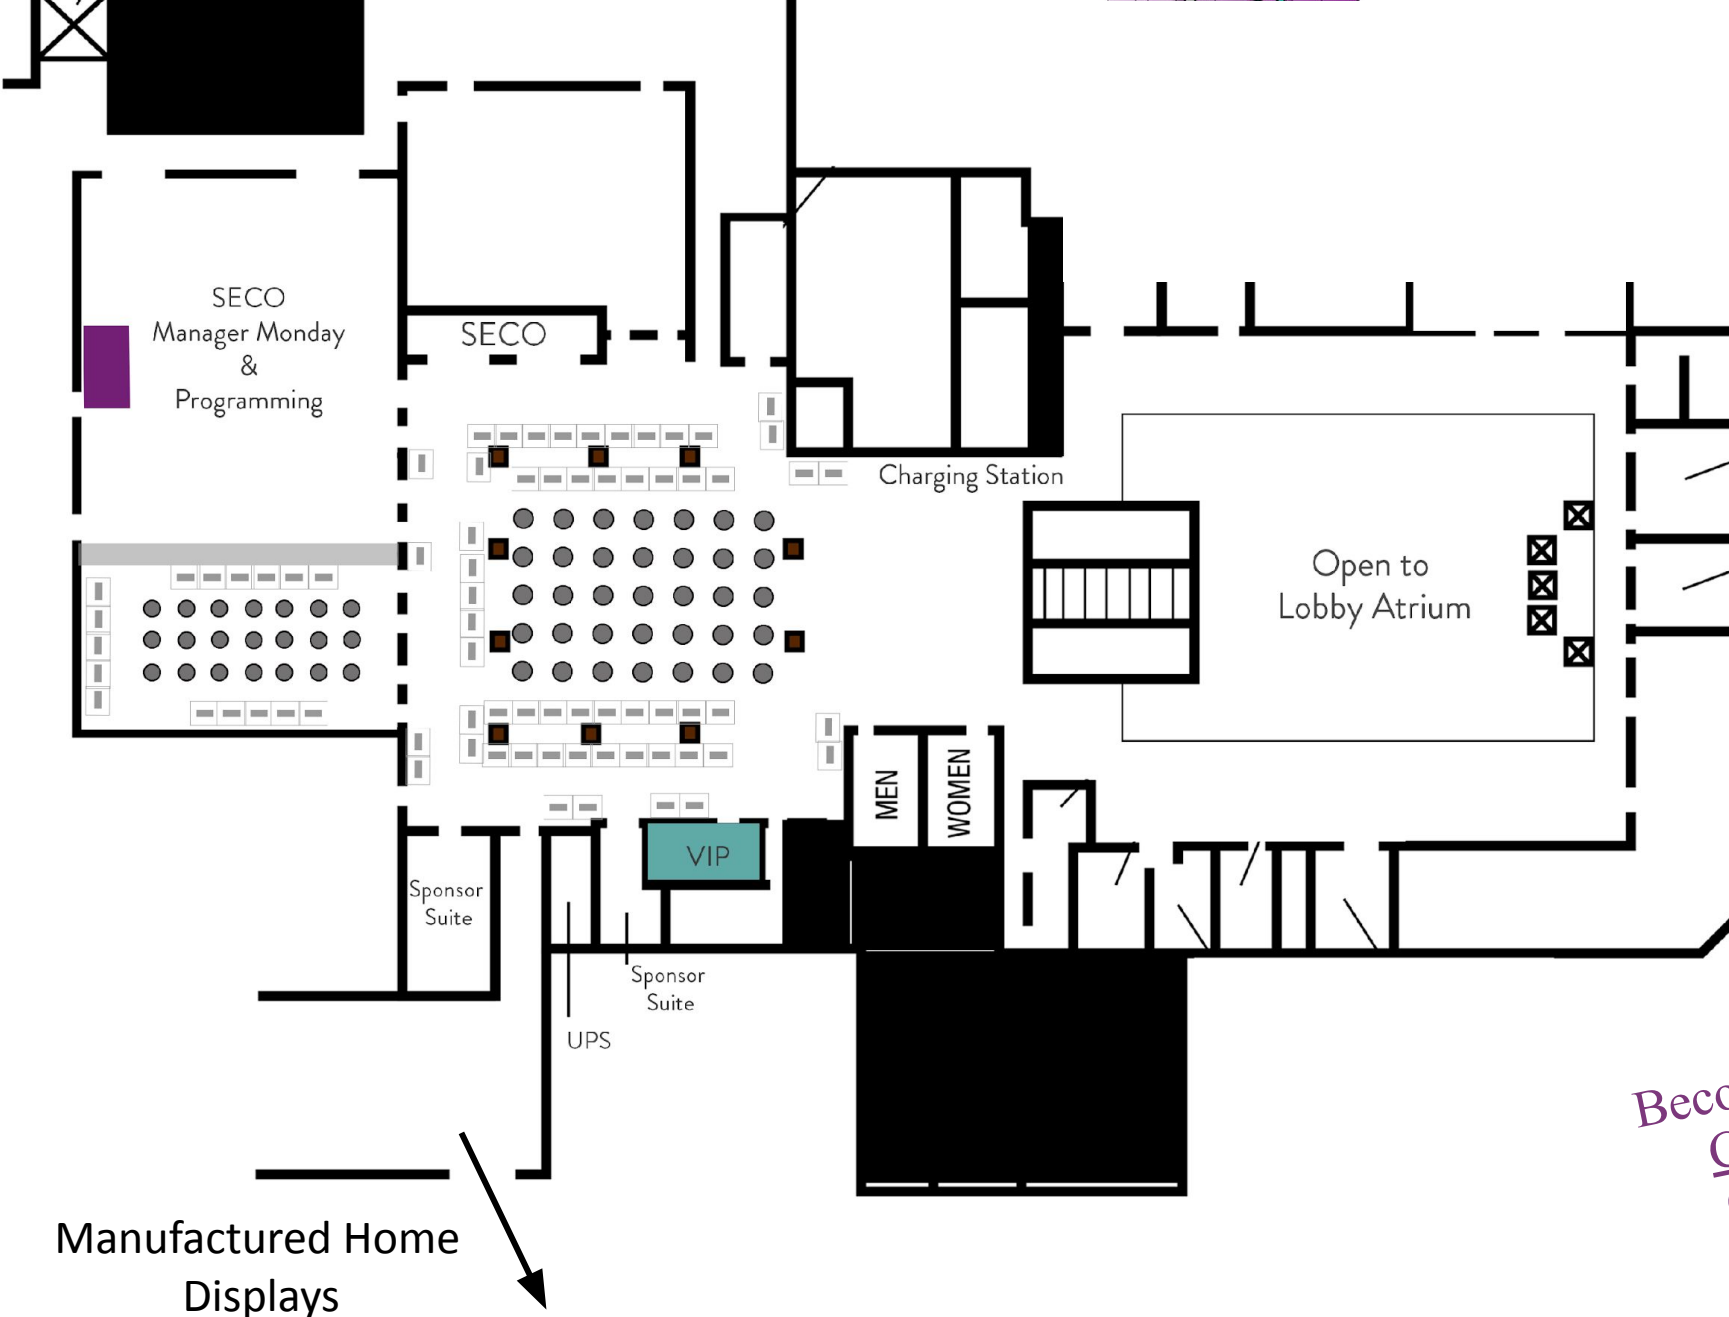 SECO
Manager Monday
&
Programming
SECO
Charging Station
Open to
Lobby Atrium
MEN
WOMEN
VIP
Sponsor
Suite
Sponsor
Suite
UPS
Manufactured Home
Displays